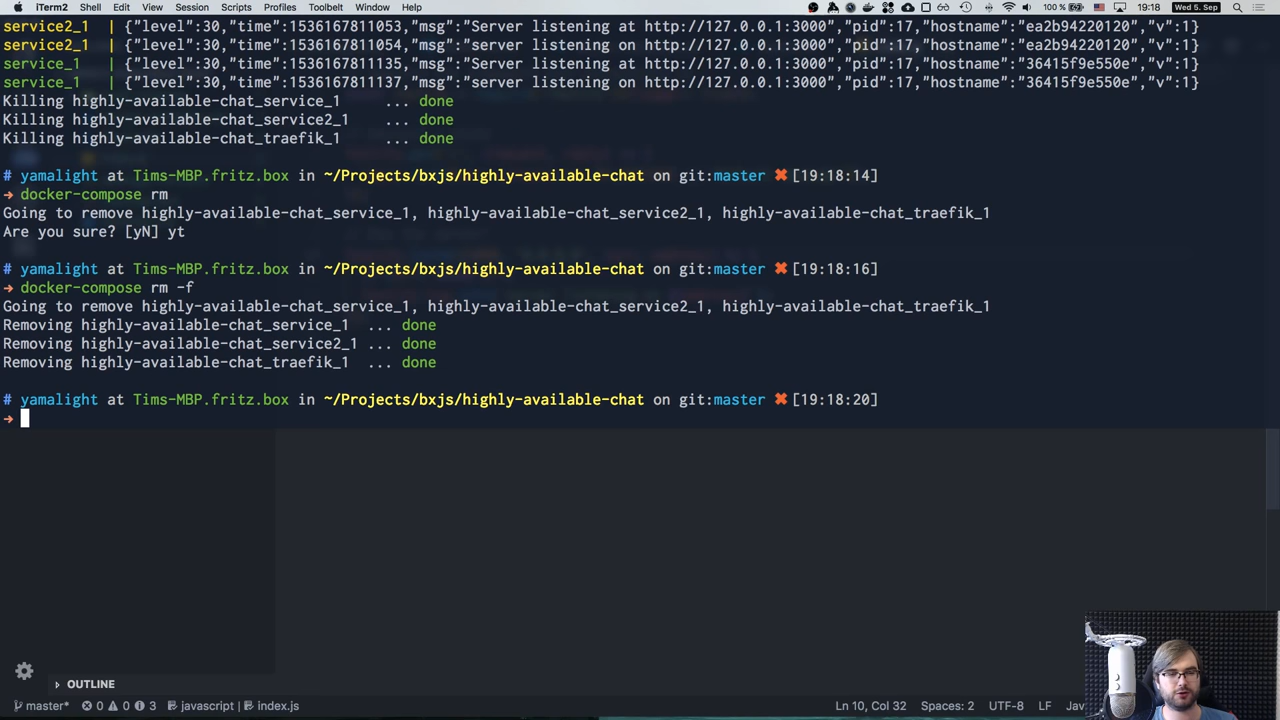 iTerm2 Shell Edit View Session Scripts Profiles Toolbelt Window Help 100 % Wed 5. Sep 19:18
service2_1 | {"level":30,"time":1536167811053,"msg":"Server listening at http://127.0.0.1:3000","pid":17,"hostname":"ea2b94220120","v":1}
service2_1 | {"level":30,"time":1536167811054,"msg":"Server listening on http://127.0.0.1:3000","pid":17,"hostname":"ea2b94220120","v":1}
service_1 | {"level":30,"time":1536167811135,"msg":"Server listening at http://127.0.0.1:3000","pid":17,"hostname":"36415f9e550e","v":1}
service_1 | {"level":30,"time":1536167811137,"msg":"Server listening on http://127.0.0.1:3000","pid":17,"hostname":"36415f9e550e","v":1}
Killing highly-available-chat_service_1 ... done
Killing highly-available-chat_service2_1 ... done
Killing highly-available-chat_traefik_1 ... done
# yamalight at Tims-MBP.fritz.box in ~/Projects/bxjs/highly-available-chat on git:master ✖ [19:18:14]
➜ docker-compose rm
Going to remove highly-available-chat_service_1, highly-available-chat_service2_1, highly-available-chat_traefik_1
Are you sure? [yN] yt
# yamalight at Tims-MBP.fritz.box in ~/Projects/bxjs/highly-available-chat on git:master ✖ [19:18:16]
➜ docker-compose rm -f
Going to remove highly-available-chat_service_1, highly-available-chat_service2_1, highly-available-chat_traefik_1
Removing highly-available-chat_service_1 ... done
Removing highly-available-chat_service2_1 ... done
Removing highly-available-chat_traefik_1 ... done
# yamalight at Tims-MBP.fritz.box in ~/Projects/bxjs/highly-available-chat on git:master ✖ [19:18:20]
➜
OUTLINE
master* 0 0 3 javascript | index.js Ln 10, Col 32 Spaces: 2 UTF-8 LF Jav